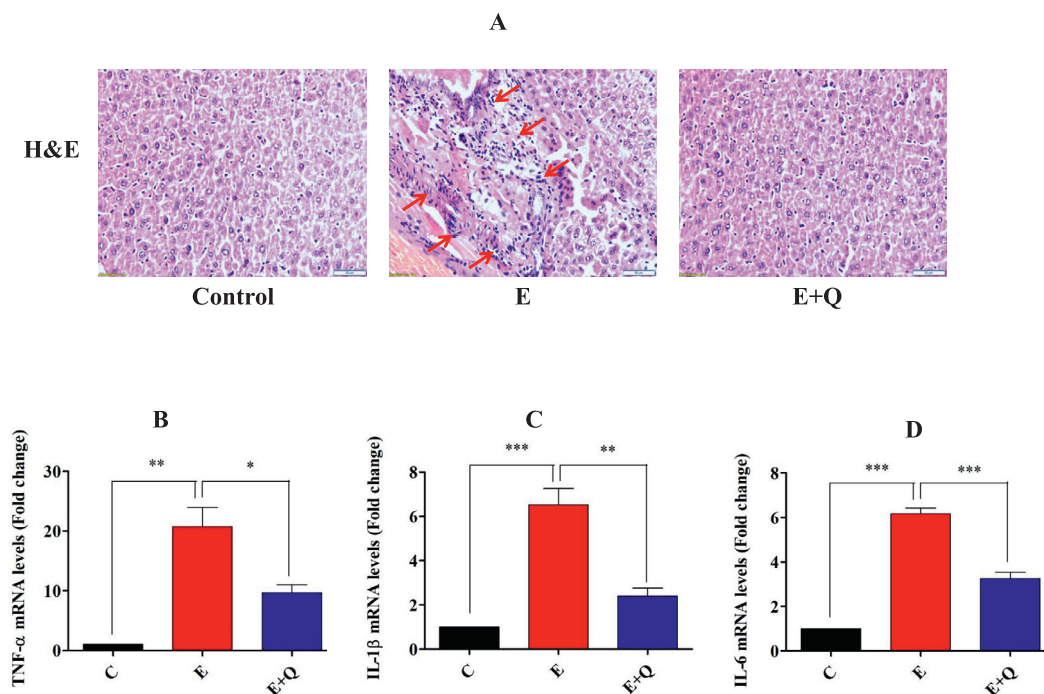 A
H&E
Control
E
E+Q
B
TNF-α mRNA levels (Fold change)
30
20
10
0
**
*
C
E
E+Q
C
IL-1β mRNA levels (Fold change)
8
6
4
2
0
***
**
C
E
E+Q
D
IL-6 mRNA levels (Fold change)
8
6
4
2
0
***
***
C
E
E+Q